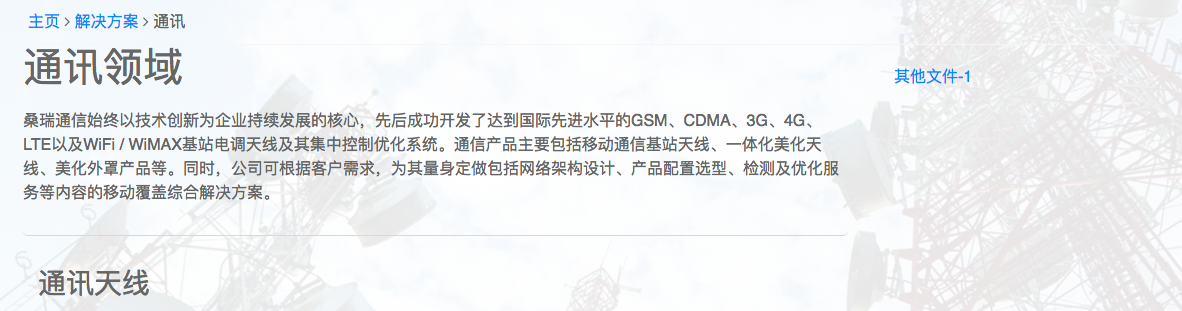 主页 > 解决方案 > 通讯
通讯领域
其他文件-1
桑瑞通信始终以技术创新为企业持续发展的核心，先后成功开发了达到国际先进水平的GSM、CDMA、3G、4G、
LTE以及WiFi / WiMAX基站电调天线及其集中控制优化系统。通信产品主要包括移动通信基站天线、一体化美化天
线、美化外罩产品等。同时，公司可根据客户需求，为其量身定做包括网络架构设计、产品配置选型、检测及优化服
务等内容的移动覆盖综合解决方案。
通讯天线